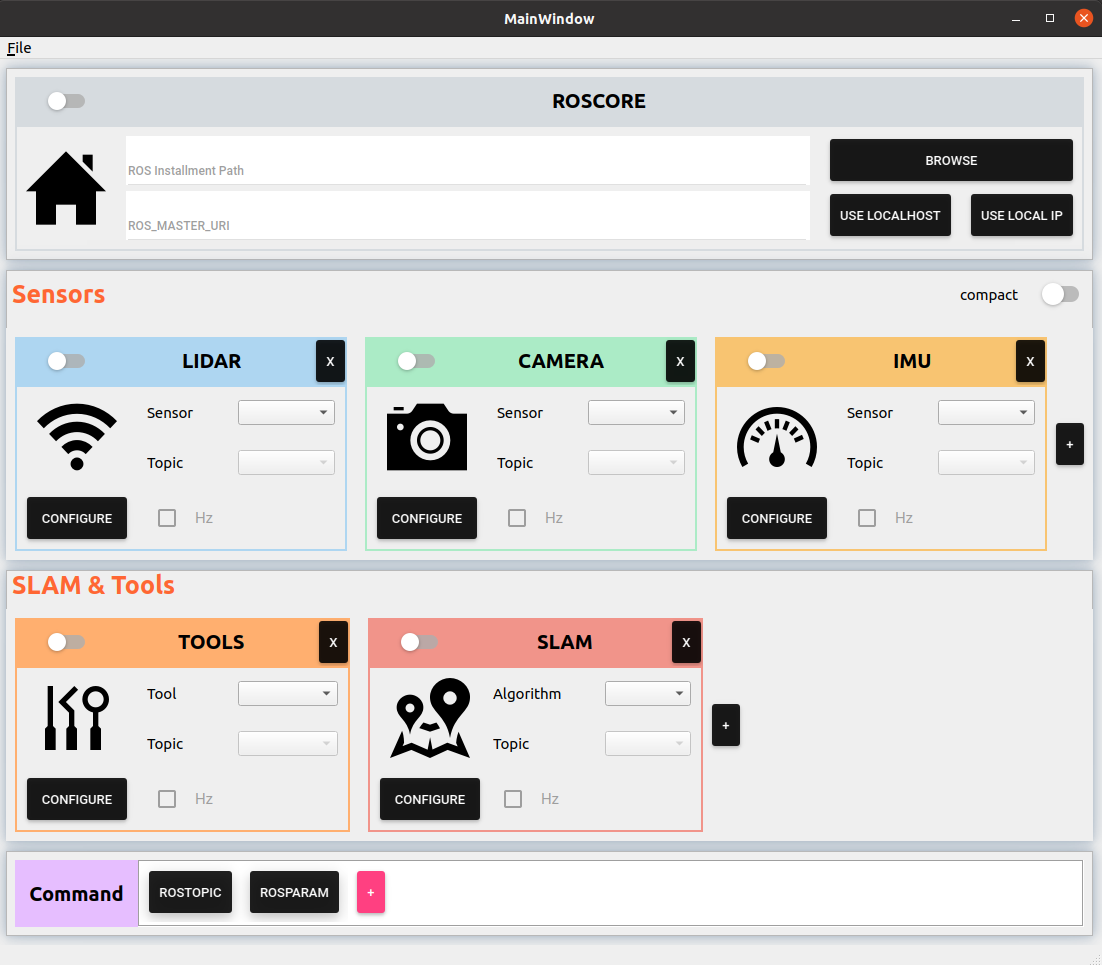 MainWindow
File
ROSCORE
ROS Installment Path
BROWSE
ROS_MASTER_URI
USE LOCALHOST
USE LOCAL IP
Sensors
compact
LIDAR
X
Sensor
Topic
CONFIGURE
Hz
CAMERA
X
Sensor
Topic
CONFIGURE
Hz
IMU
X
Sensor
Topic
CONFIGURE
Hz
+
SLAM & Tools
TOOLS
X
Tool
Topic
CONFIGURE
Hz
SLAM
X
Algorithm
Topic
CONFIGURE
Hz
+
Command
ROSTOPIC
ROSPARAM
+